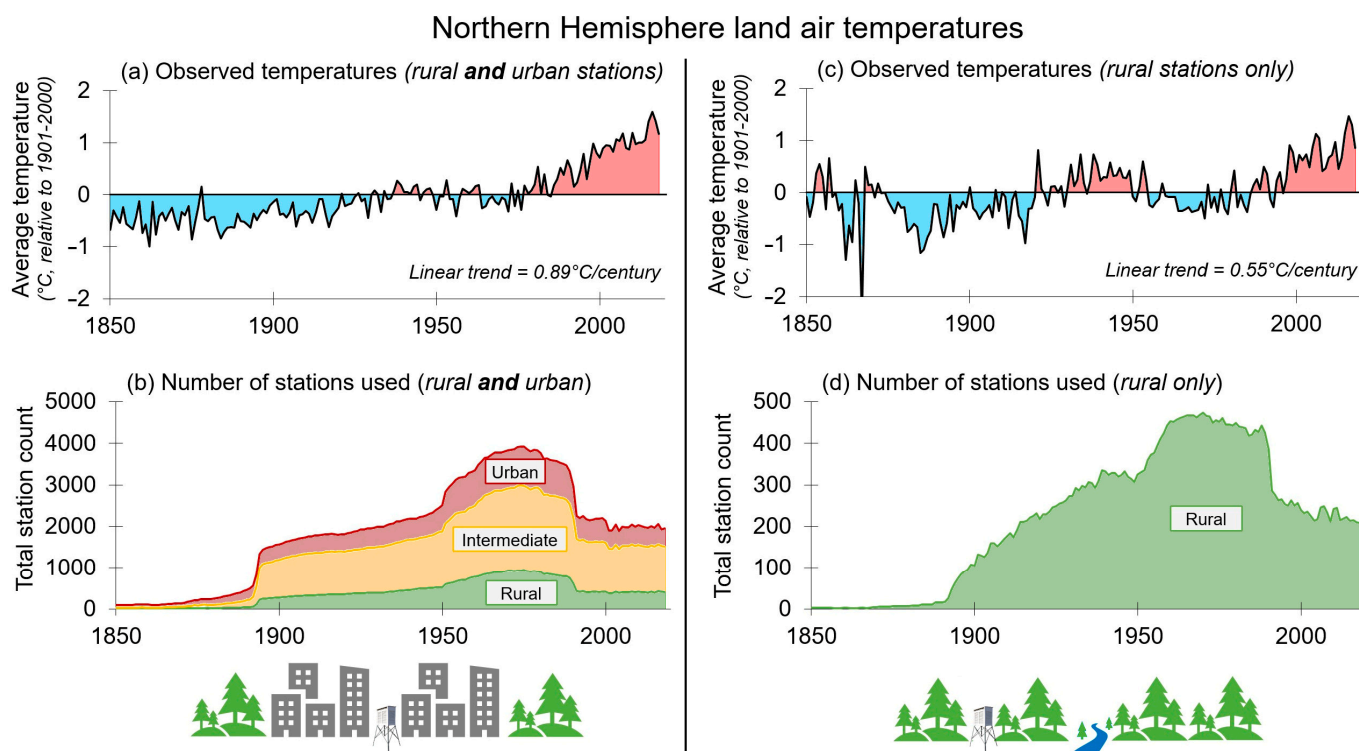 Northern Hemisphere land air temperatures
(a) Observed temperatures (rural and urban stations)
Average temperature
(°C, relative to 1901-2000)
2
1
0
−1
−2
Linear trend = 0.89°C/century
1850
1900
1950
2000
(b) Number of stations used (rural and urban)
Total station count
5000
4000
3000
2000
1000
0
Urban
Intermediate
Rural
1850
1900
1950
2000
(c) Observed temperatures (rural stations only)
Average temperature
(°C, relative to 1901-2000)
2
1
0
−1
−2
Linear trend = 0.55°C/century
1850
1900
1950
2000
(d) Number of stations used (rural only)
Total station count
500
400
300
200
100
0
Rural
1850
1900
1950
2000